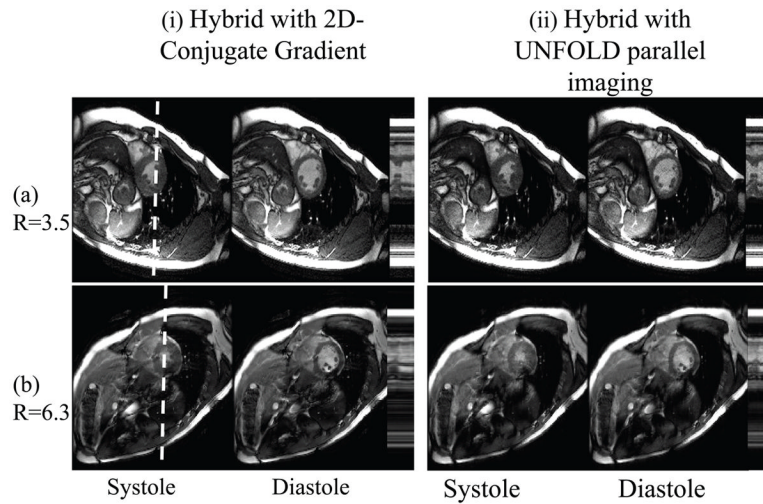 (i) Hybrid with 2D-
Conjugate Gradient
(ii) Hybrid with
UNFOLD parallel
imaging
(a)
R=3.5
(b)
R=6.3
Systole
Diastole
Systole
Diastole